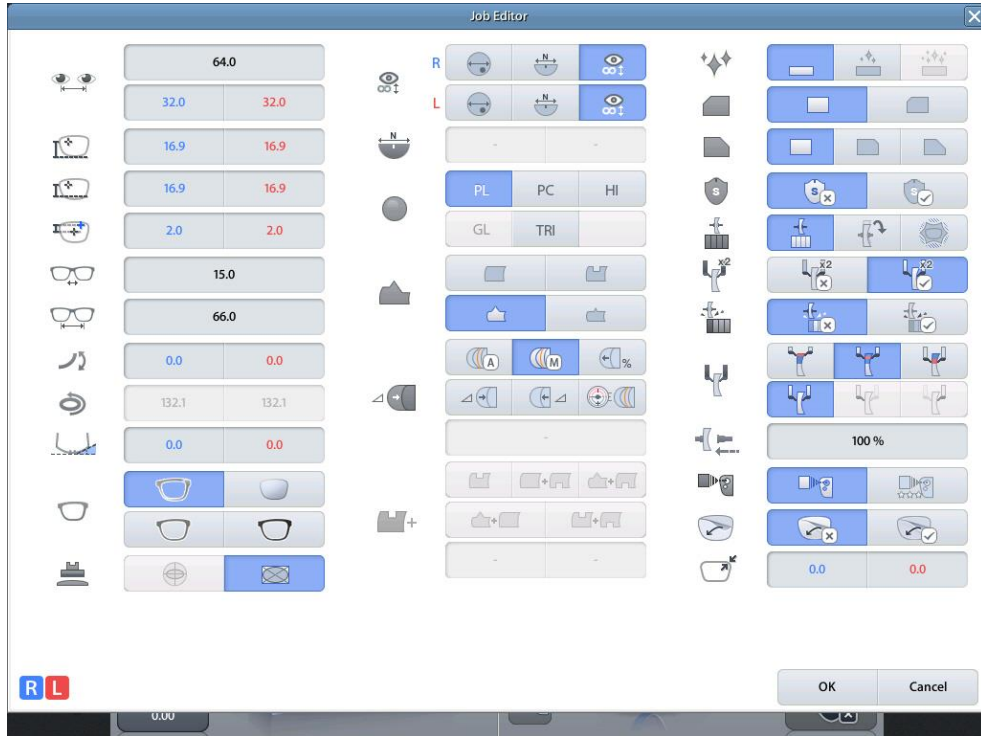 Job Editor
64.0
32.0 32.0
16.9 16.9
16.9 16.9
2.0 2.0
15.0
66.0
0.0 0.0
132.1 132.1
0.0 0.0
R N
L N
N - -
PL PC HI
GL TRI
A M %
-
+ +
+ + +
- -
S S S
x2 x2 x2
100 %
0.0 0.0
R L
OK Cancel
0.00